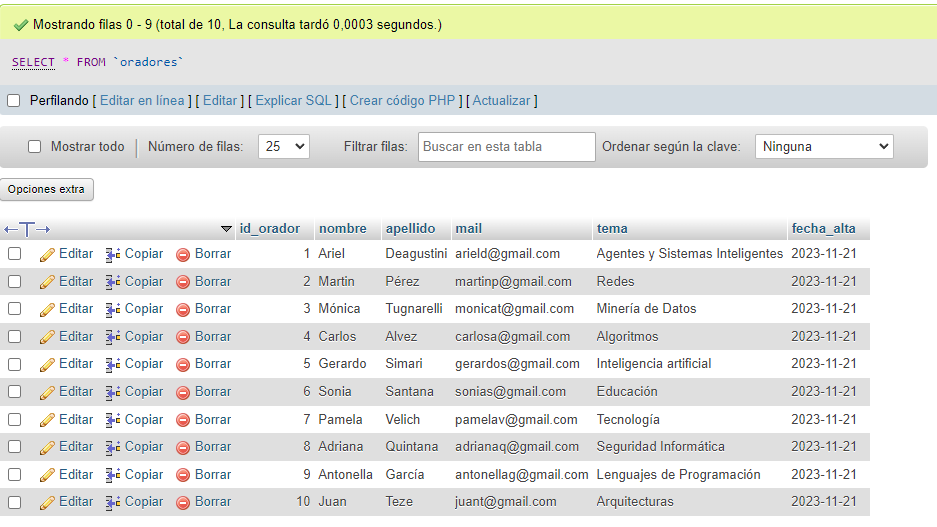 Mostrando filas 0 - 9 (total de 10, La consulta tardó 0,0003 segundos.)
SELECT * FROM `oradores`
Perfilando [ Editar en línea ] [ Editar ] [ Explicar SQL ] [ Crear código PHP ] [ Actualizar ]
Mostrar todo Número de filas: 25 Filtrar filas: Buscar en esta tabla Ordenar según la clave: Ninguna
Opciones extra
id_orador nombre apellido mail tema fecha_alta
Editar Copiar Borrar 1 Ariel Deagustini arield@gmail.com Agentes y Sistemas Inteligentes 2023-11-21
Editar Copiar Borrar 2 Martin Pérez martinp@gmail.com Redes 2023-11-21
Editar Copiar Borrar 3 Mónica Tugnarelli monicat@gmail.com Minería de Datos 2023-11-21
Editar Copiar Borrar 4 Carlos Alvez carlosa@gmail.com Algoritmos 2023-11-21
Editar Copiar Borrar 5 Gerardo Simari gerardos@gmail.com Inteligencia artificial 2023-11-21
Editar Copiar Borrar 6 Sonia Santana sonias@gmail.com Educación 2023-11-21
Editar Copiar Borrar 7 Pamela Velich pamelav@gmail.com Tecnología 2023-11-21
Editar Copiar Borrar 8 Adriana Quintana adrianaq@gmail.com Seguridad Informática 2023-11-21
Editar Copiar Borrar 9 Antonella García antonellag@gmail.com Lenguajes de Programación 2023-11-21
Editar Copiar Borrar 10 Juan Teze juant@gmail.com Arquitecturas 2023-11-21